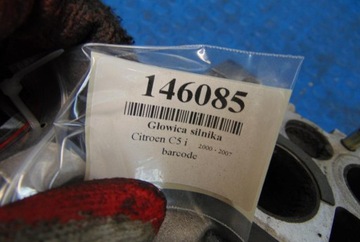 146085
Głowica silnika
Citroen C5 i 2000 - 2007
barcode